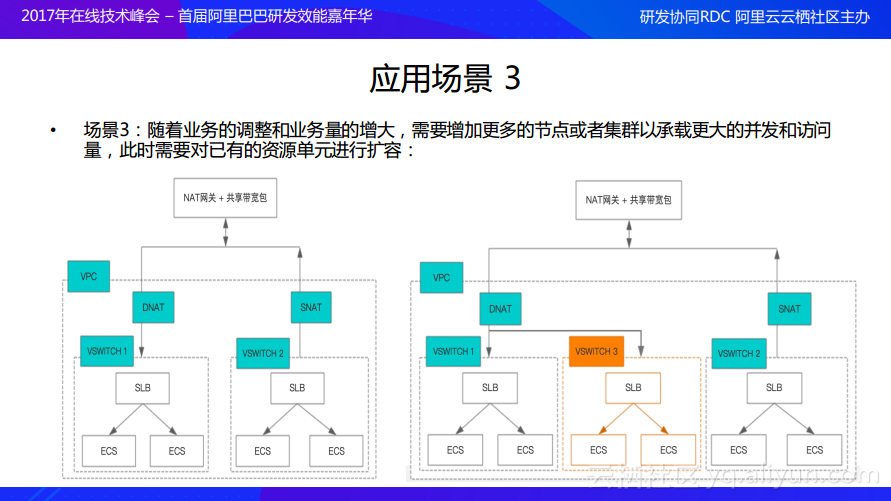 2017年在线技术峰会 – 首届阿里巴巴研发效能嘉年华
研发协同RDC 阿里云云栖社区主办
应用场景 3
• 场景3：随着业务的调整和业务量的增大，需要增加更多的节点或者集群以承载更大的并发和访问
量，此时需要对已有的资源单元进行扩容：
NAT网关 + 共享带宽包
VPC
DNAT
SNAT
VSWITCH 1
VSWITCH 2
SLB
SLB
ECS
ECS
ECS
ECS
NAT网关 + 共享带宽包
VPC
DNAT
SNAT
VSWITCH 1
VSWITCH 3
VSWITCH 2
SLB
SLB
SLB
ECS
ECS
ECS
ECS
ECS
ECS
云栖社区 yq.aliyun.com